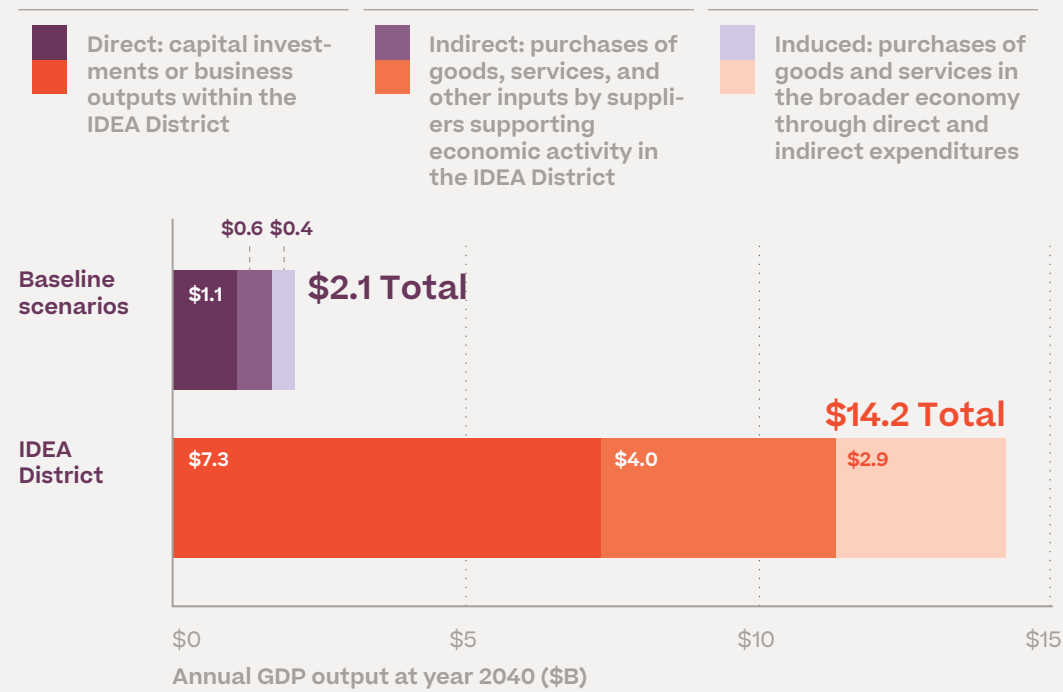 Direct: capital invest-
ments or business
outputs within the
IDEA District
Indirect: purchases of
goods, services, and
other inputs by suppli-
ers supporting
economic activity in
the IDEA District
Induced: purchases of
goods and services in
the broader economy
through direct and
indirect expenditures
$0.6 $0.4
Baseline
scenarios
$1.1
$2.1 Total
$14.2 Total
IDEA
District
$7.3
$4.0
$2.9
$0
$5
$10
$15
Annual GDP output at year 2040 ($B)